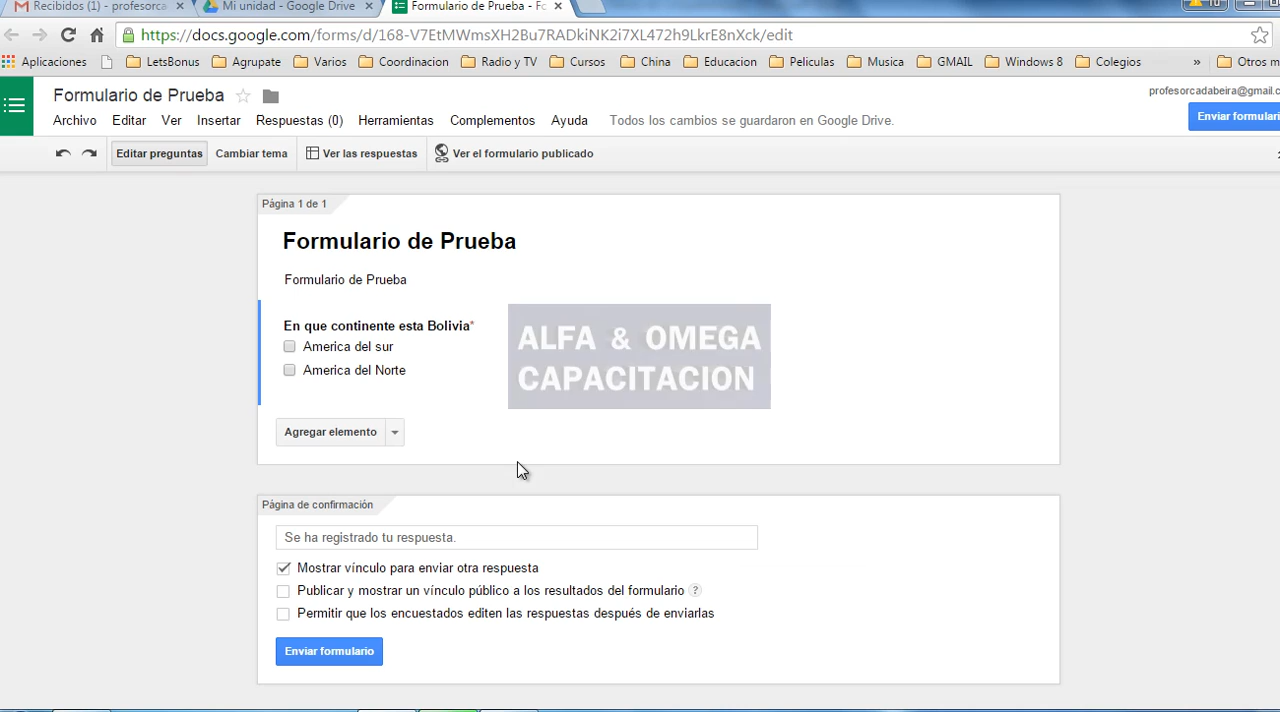 Recibidos (1) - profesorca
Mi unidad - Google Drive
Formulario de Prueba - Fo
https://docs.google.com/forms/d/168-V7EtMWmsXH2Bu7RADkiNK2i7XL472h9LkrE8nXck/edit
Aplicaciones LetsBonus Agrupate Varios Coordinacion Radio y TV Cursos China Educacion Peliculas Musica GMAIL Windows 8 Colegios » Otros m
Formulario de Prueba
profesorcadabeira@gmail.c
Archivo Editar Ver Insertar Respuestas (0) Herramientas Complementos Ayuda Todos los cambios se guardaron en Google Drive.
Enviar formulari
Editar preguntas Cambiar tema Ver las respuestas Ver el formulario publicado
Página 1 de 1
Formulario de Prueba
Formulario de Prueba
En que continente esta Bolivia*
America del sur
America del Norte
ALFA & OMEGA
CAPACITACION
Agregar elemento
Página de confirmación
Se ha registrado tu respuesta.
Mostrar vínculo para enviar otra respuesta
Publicar y mostrar un vínculo público a los resultados del formulario ?
Permitir que los encuestados editen las respuestas después de enviarlas
Enviar formulario